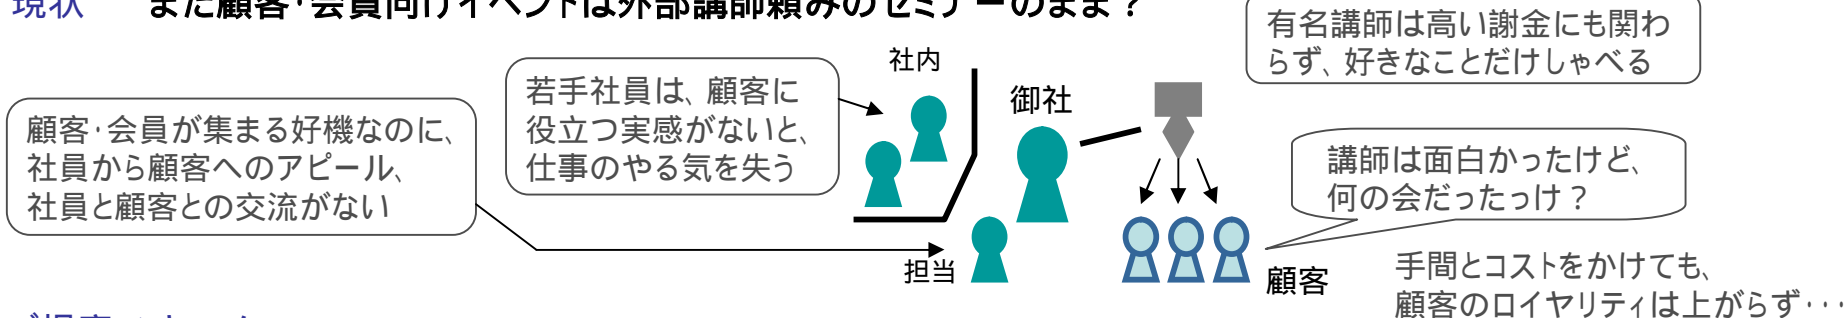 現状 まだ顧客・会員向けイベントは外部講師頼みのセミナーのまま？
有名講師は高い謝金にも関わ
らず、好きなことだけしゃべる
社内
若手社員は、顧客に
役立つ実感がないと、
仕事のやる気を失う
御社
顧客・会員が集まる好機なのに、
社員から顧客へのアピール、
社員と顧客との交流がない
講師は面白かったけど、
何の会だったっけ？
担当
顧客
手間とコストをかけても、
顧客のロイヤリティは上がらず・・・